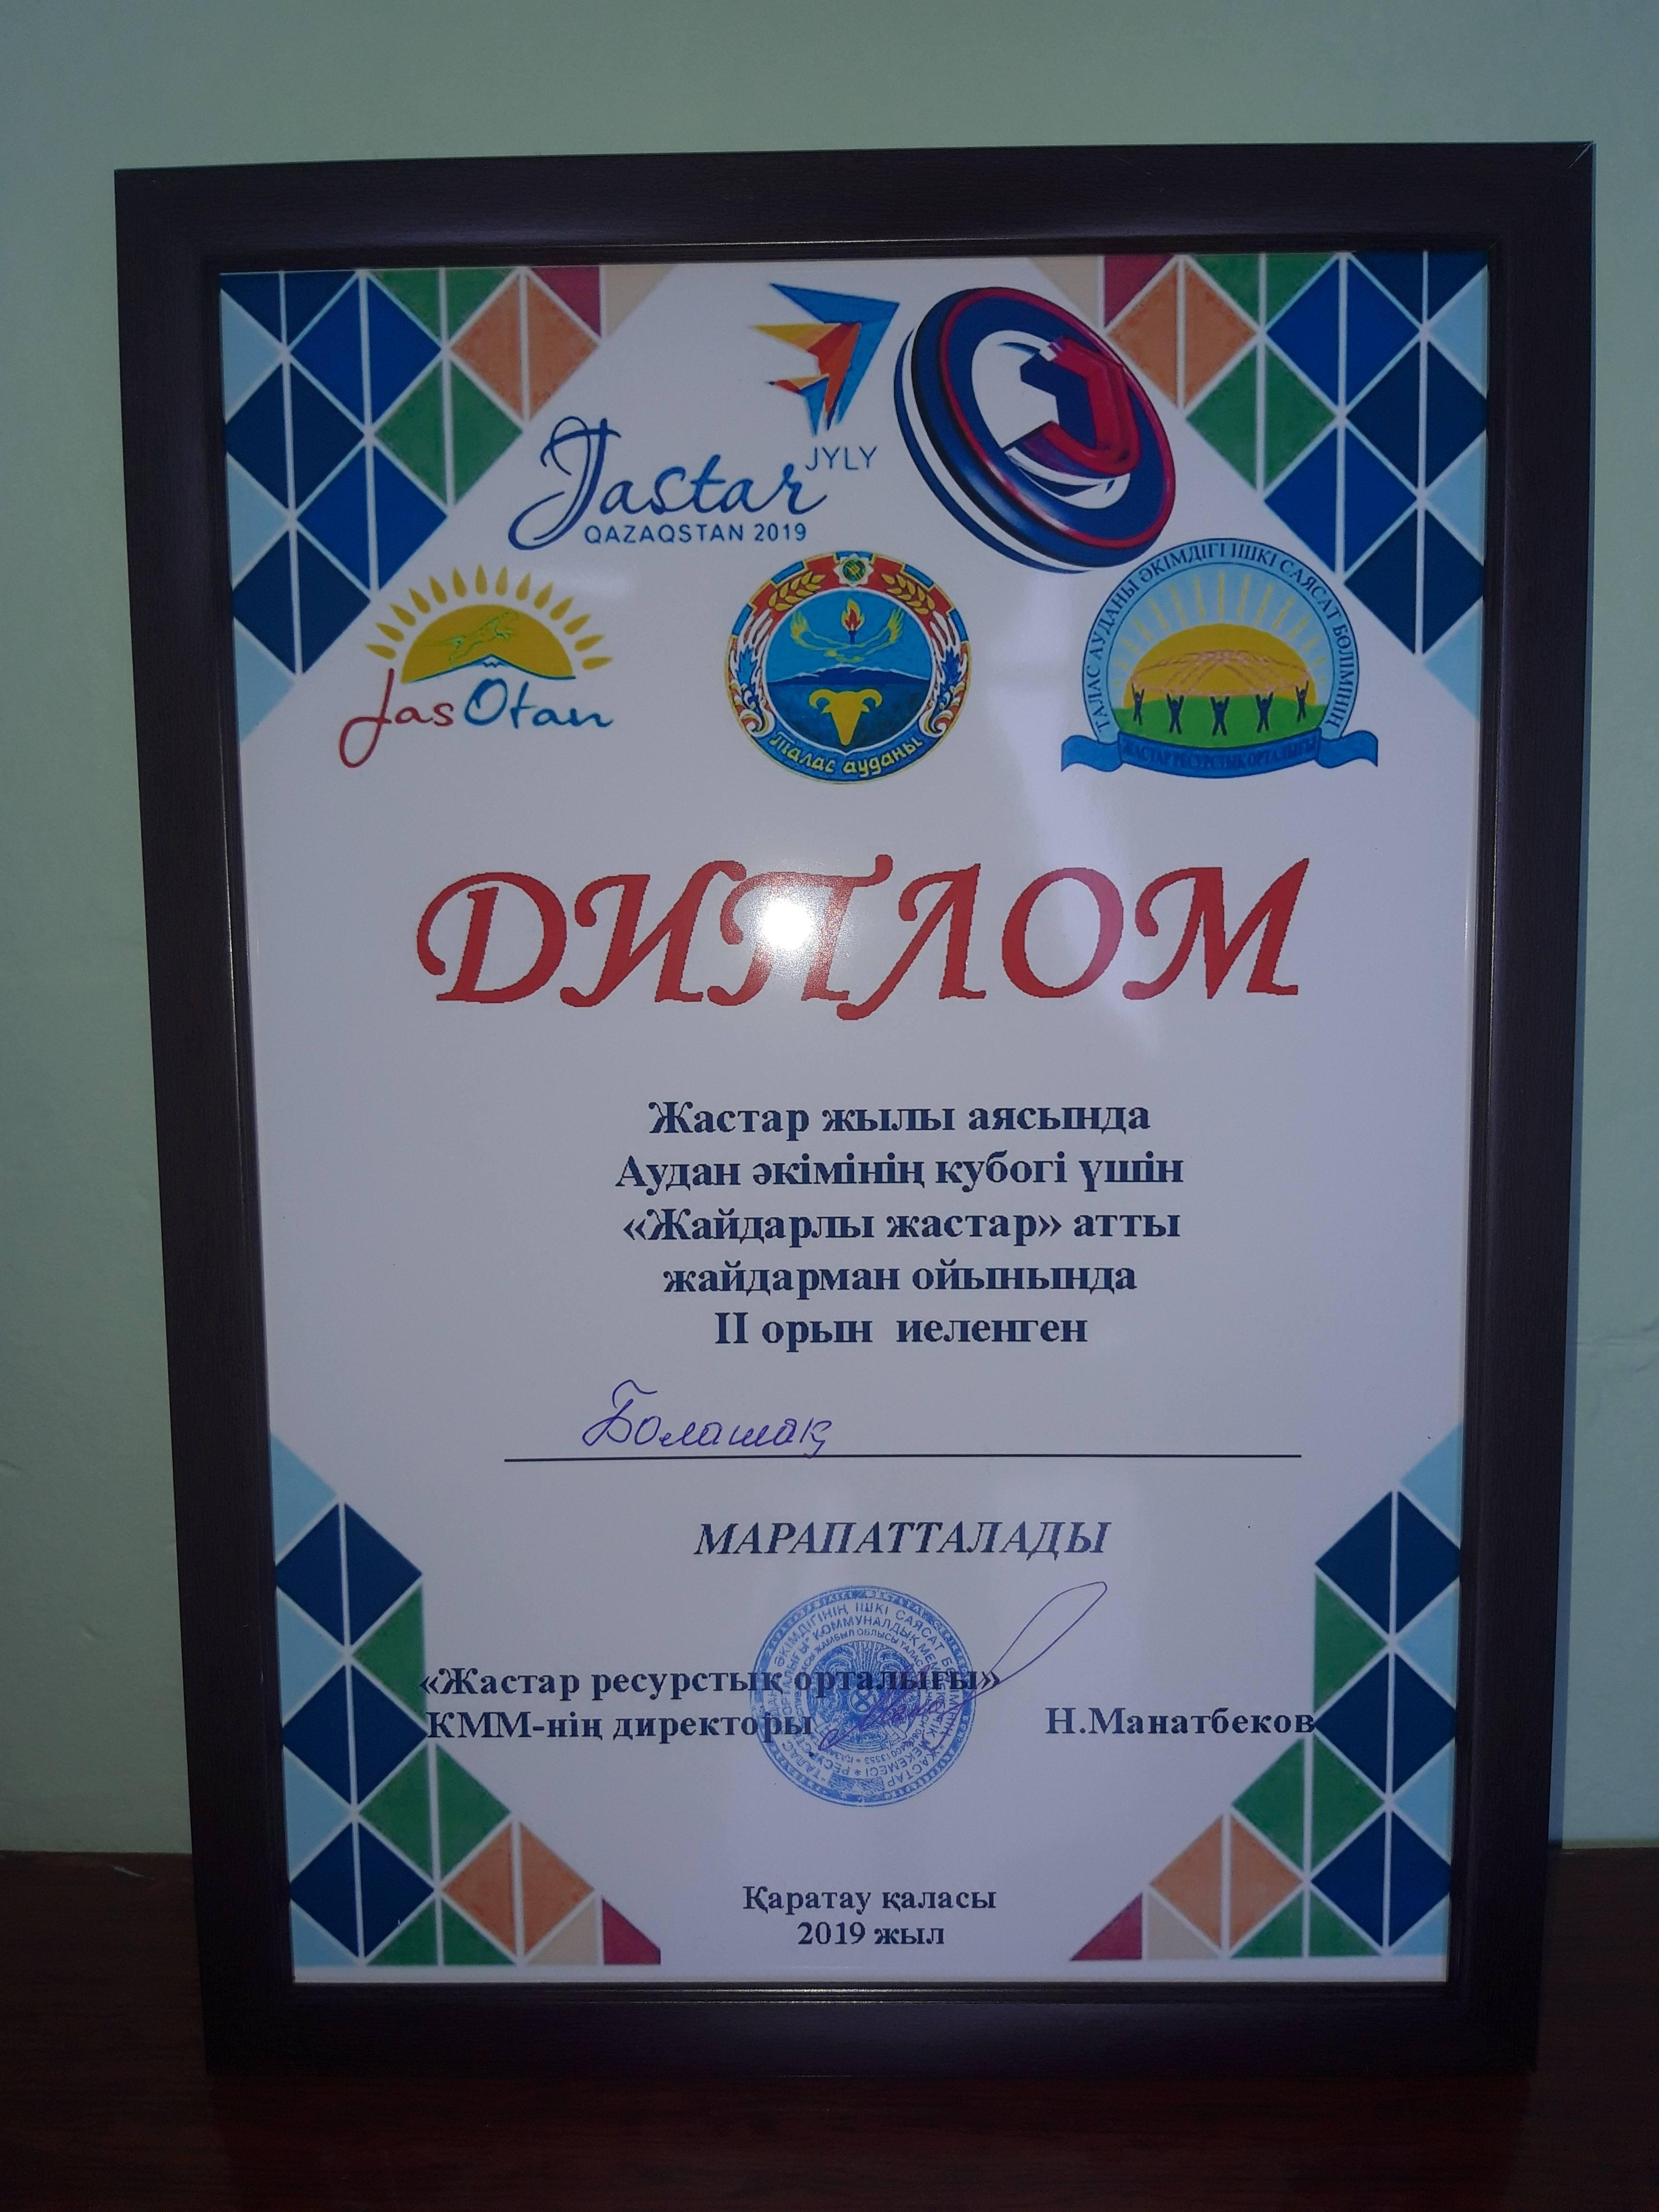 JYLY
Jastar
QAZAQSTAN 2019
Jas Otan
Талас ауданы
ТАЛАС АУДАНЫ ӘКІМДІГІ ІШКІ САЯСАТ БӨЛІМІНІҢ
ЖАСТАР РЕСУРСТЫҚ ОРТАЛЫҒЫ
ДИПЛОМ
Жастар жылы аясында
Аудан әкімінің кубогі үшін
«Жайдарлы жастар» атты
жайдарман ойынында
II орын иеленген
Болашақ
МАРАПАТТАЛАДЫ
«Жастар ресурстық орталығы»
КММ-нің директоры Н.Манатбеков
Қаратау қаласы
2019 жыл